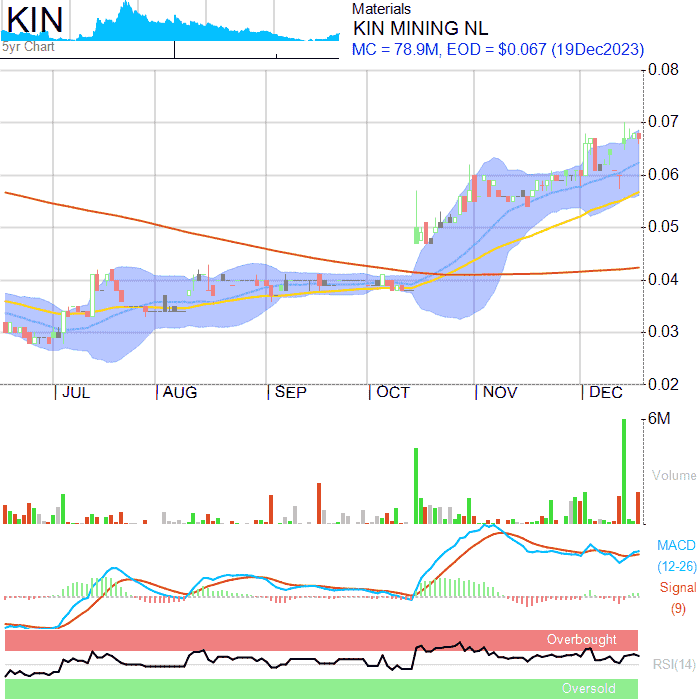 KIN
5yr Chart
Materials
KIN MINING NL
MC = 78.9M, EOD = $0.067 (19Dec2023)
0.08
0.07
0.06
0.05
0.04
0.03
0.02
JUL AUG SEP OCT NOV DEC
6M
Volume
MACD
(12-26)
Signal
(9)
Overbought
RSI(14)
Oversold